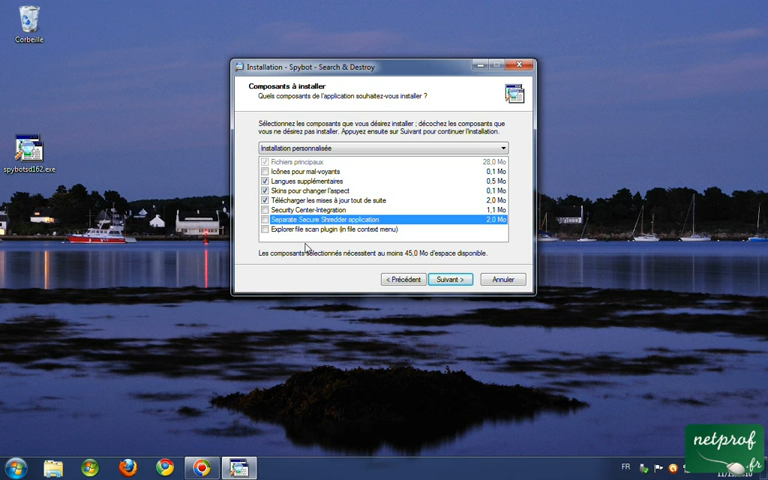 Corbeille
spybotsd162.exe
Installation - Spybot - Search & Destroy
Composants à installer
Quels composants de l'application souhaitez-vous installer ?
Sélectionnez les composants que vous désirez installer ; décochez les composants que
vous ne désirez pas installer. Appuyez ensuite sur Suivant pour continuer l'installation.
Installation personnalisée
Fichiers principaux 28,0 Mo
Icônes pour mal-voyants 0,1 Mo
Langues supplémentaires 0,5 Mo
Skins pour changer l'aspect 0,1 Mo
Télécharger les mises à jour tout de suite 2,0 Mo
Security Center-Integration 1,1 Mo
Separate Secure Shredder application 2,0 Mo
Explorer file scan plugin (in file context menu)
Les composants sélectionnés nécessitent au moins 45,0 Mo d'espace disponible.
< Précédent Suivant > Annuler
netprof
.fr
FR